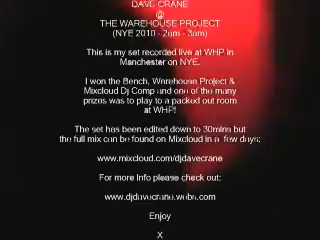 DAVE CRANE
@
THE WAREHOUSE PROJECT
(NYE 2010 - 2am - 3am)
This is my set recorded live at WHP in
Manchester on NYE.
I won the Bench, Warehouse Project &
Mixcloud Dj Comp and one of the many
prizes was to play to a packed out room
at WHP!
The set has been edited down to 30mins but
the full mix can be found on Mixcloud in a few days:
www.mixcloud.com/djdavecrane
For more Info please check out:
www.djdavecrane.webs.com
Enjoy
X